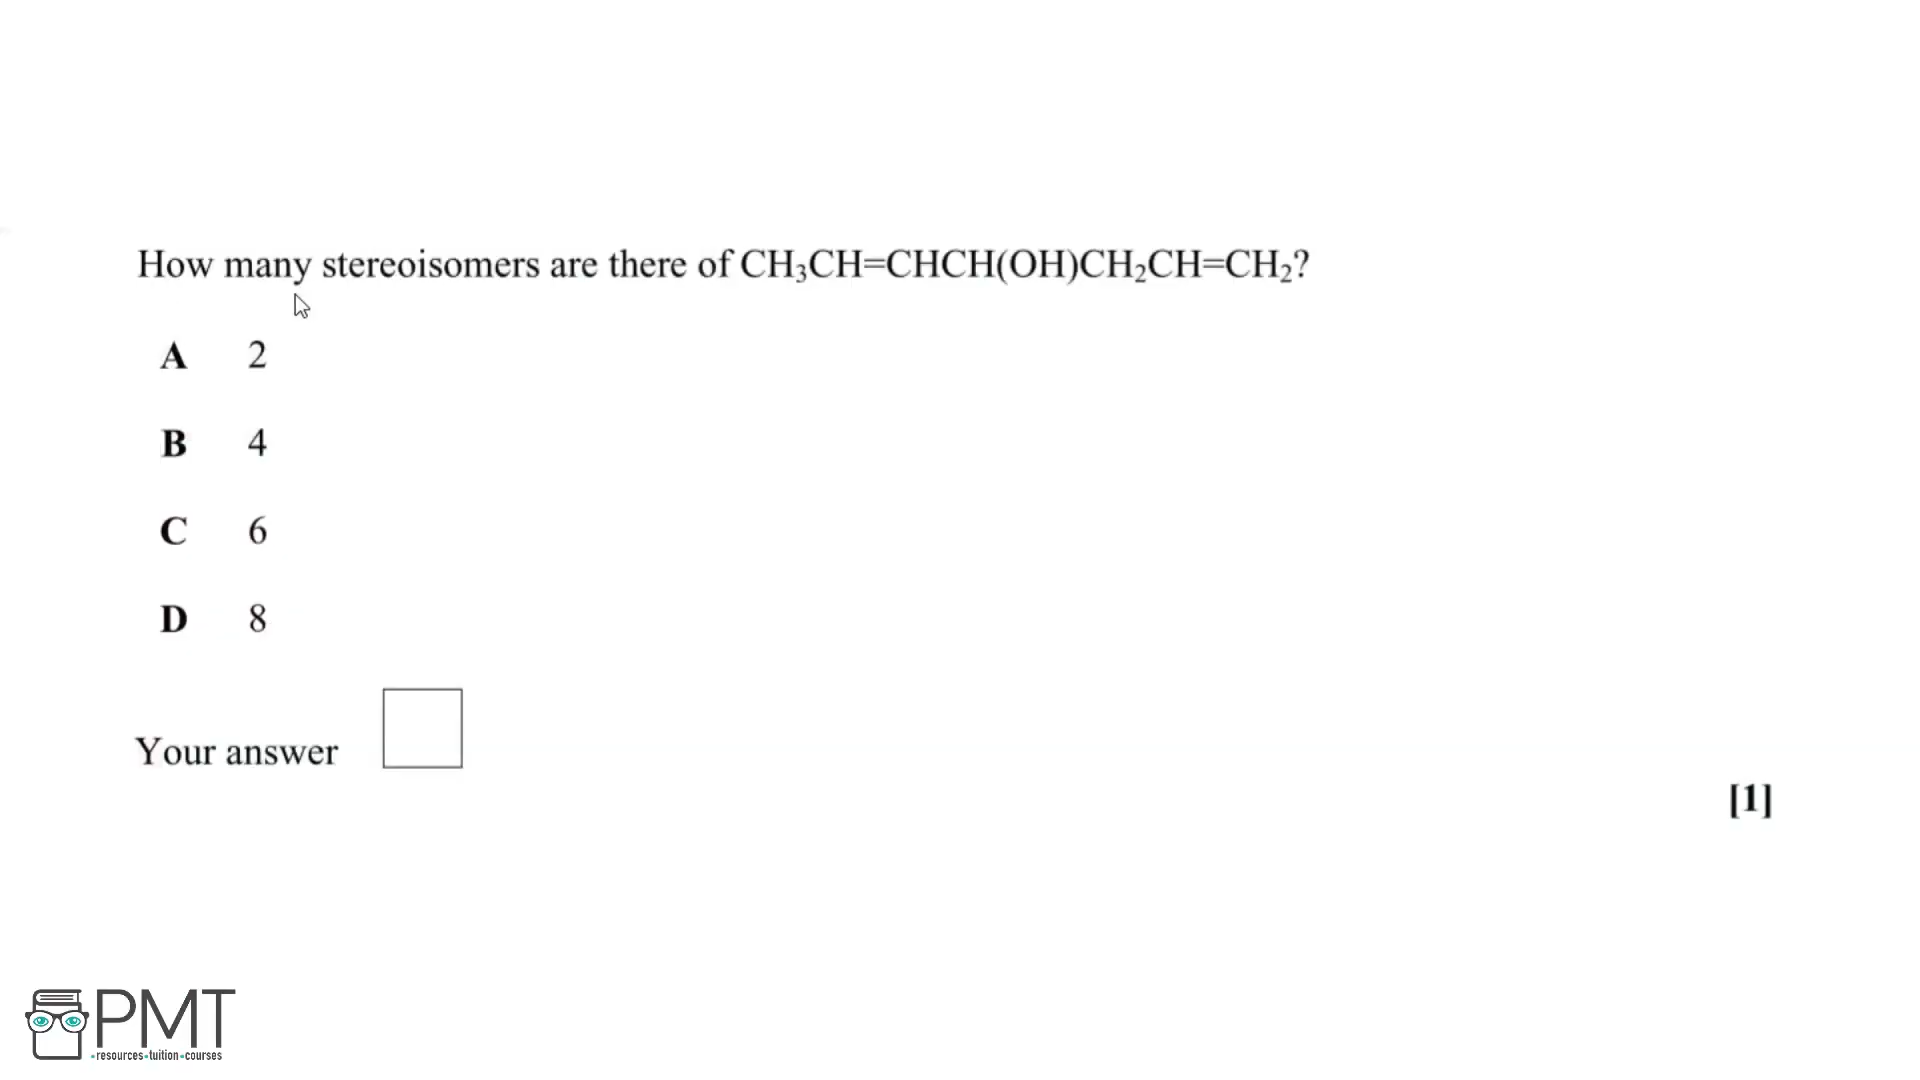 How many stereoisomers are there of CH₃CH=CHCH(OH)CH₂CH=CH₂?
A 2
B 4
C 6
D 8
Your answer
[1]
PMT
•resources•tuition•courses